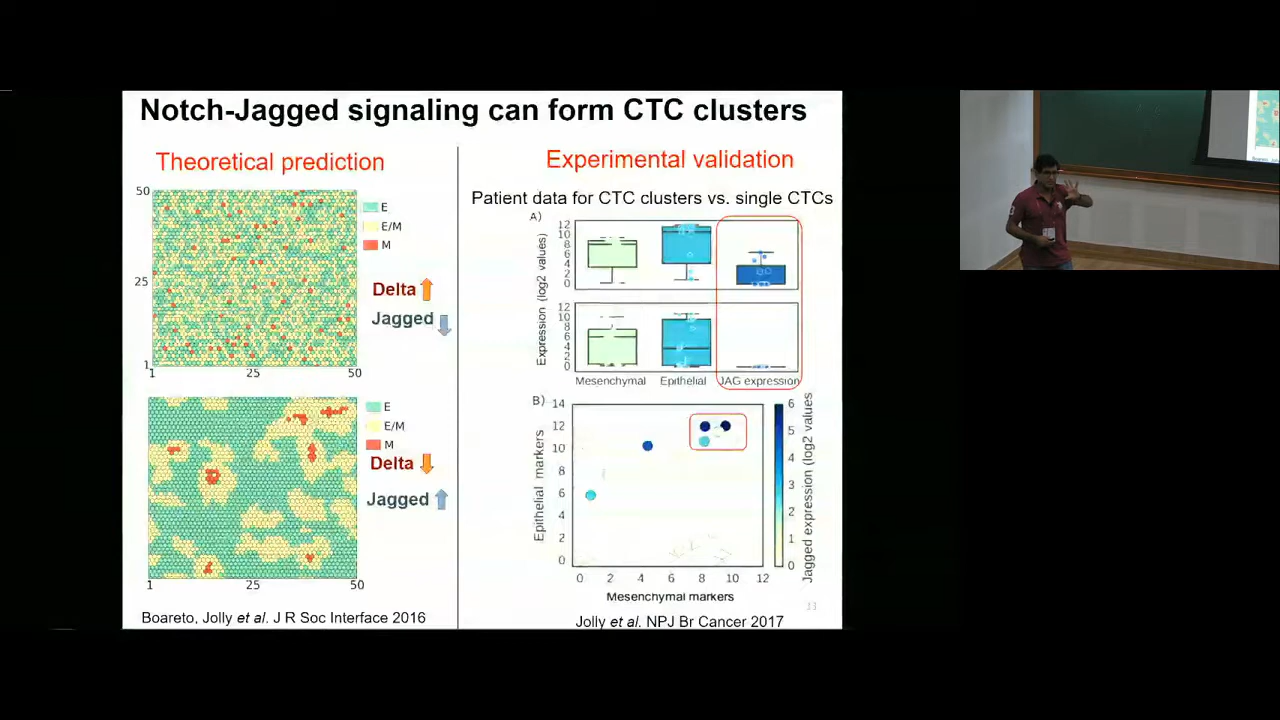 Notch-Jagged signaling can form CTC clusters
Theoretical prediction
50
25
1
1 25 50
E
E/M
M
Delta
Jagged
E
E/M
M
Delta
Jagged
1 25 50
Boareto, Jolly et al. J R Soc Interface 2016
Experimental validation
Patient data for CTC clusters vs. single CTCs
A)
Expression (log2 values)
12
10
8
6
4
2
0
12
10
8
6
4
2
0
Mesenchymal Epithelial JAG expression
B)
Epithelial markers
14
12
10
8
6
4
2
0
0 2 4 6 8 10 12
Mesenchymal markers
6
5
4
3
2
1
0
Jagged expression (log2 values
Jolly et al. NPJ Br Cancer 2017